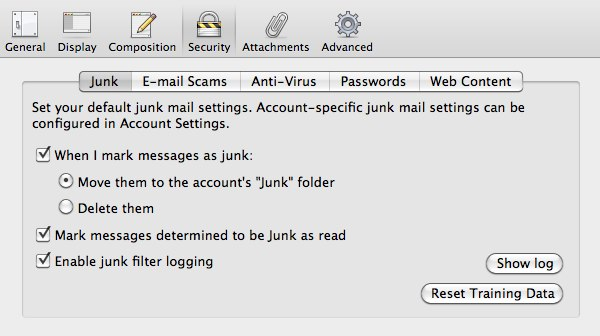 General Display Composition Security Attachments Advanced
Junk E-mail Scams Anti-Virus Passwords Web Content
Set your default junk mail settings. Account-specific junk mail settings can be
configured in Account Settings.
When I mark messages as junk:
Move them to the account's "Junk" folder
Delete them
Mark messages determined to be Junk as read
Enable junk filter logging
Show log
Reset Training Data